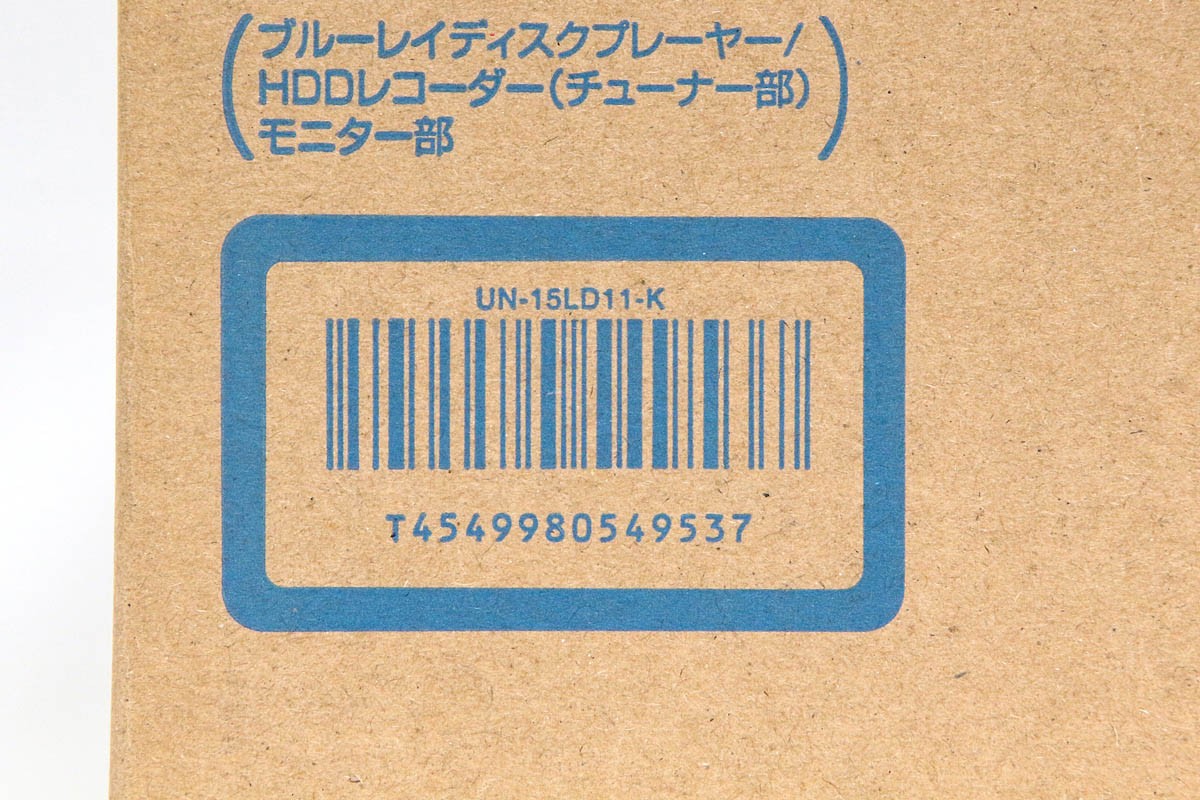 (ブルーレイディスクプレーヤー/
HDDレコーダー(チューナー部)
モニター部)
UN-15LD11-K
T4549980549537